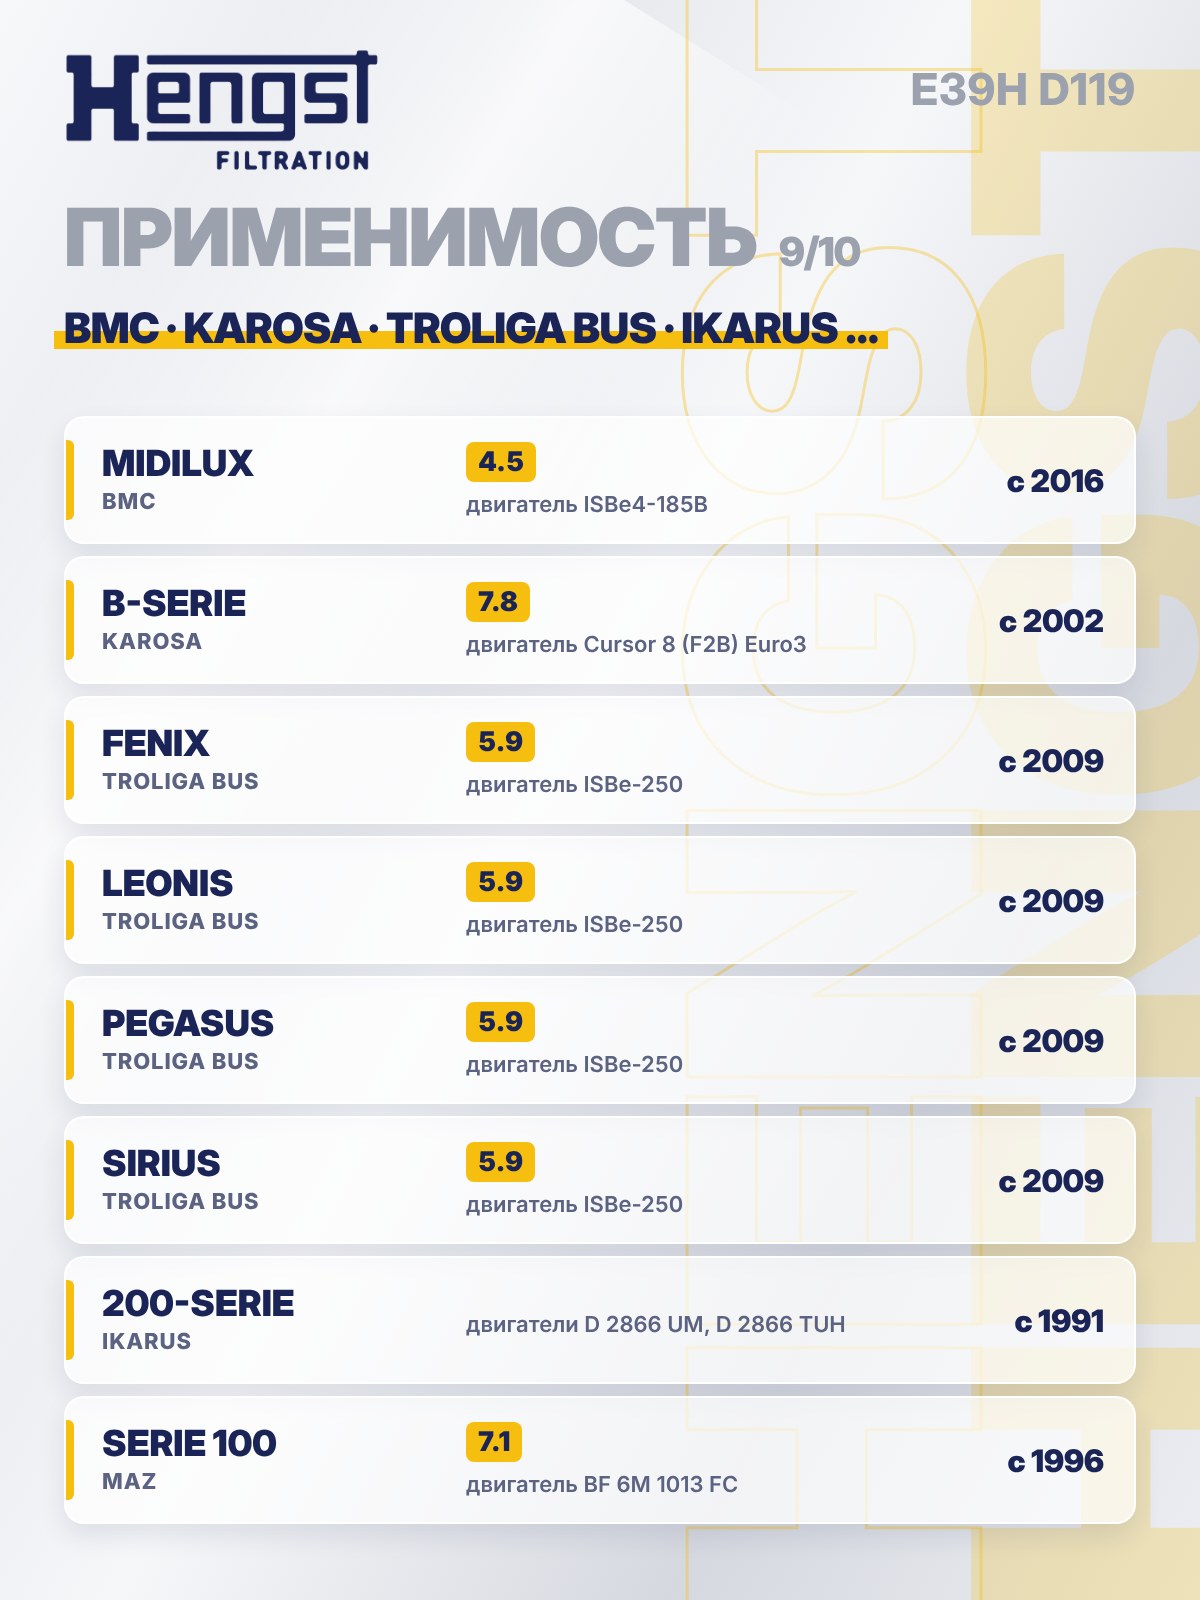 Hengst
FILTRATION
E39H D119
ПРИМЕНИМОСТЬ 9/10
BMC · KAROSA · TROLIGA BUS · IKARUS ...
MIDILUX
BMC
4.5
двигатель ISBe4-185B
с 2016
B-SERIE
KAROSA
7.8
двигатель Cursor 8 (F2B) Euro3
с 2002
FENIX
TROLIGA BUS
5.9
двигатель ISBe-250
с 2009
LEONIS
TROLIGA BUS
5.9
двигатель ISBe-250
с 2009
PEGASUS
TROLIGA BUS
5.9
двигатель ISBe-250
с 2009
SIRIUS
TROLIGA BUS
5.9
двигатель ISBe-250
с 2009
200-SERIE
IKARUS
двигатели D 2866 UM, D 2866 TUH
с 1991
SERIE 100
MAZ
7.1
двигатель BF 6M 1013 FC
с 1996
HENGST
HENGST